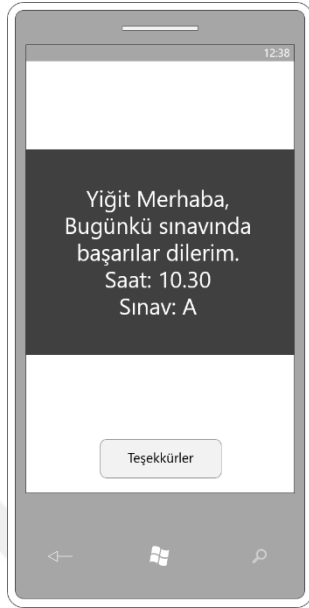 12:38
Yiğit Merhaba,
Bugünkü sınavında
başarılar dilerim.
Saat: 10.30
Sınav: A
Teşekkürler